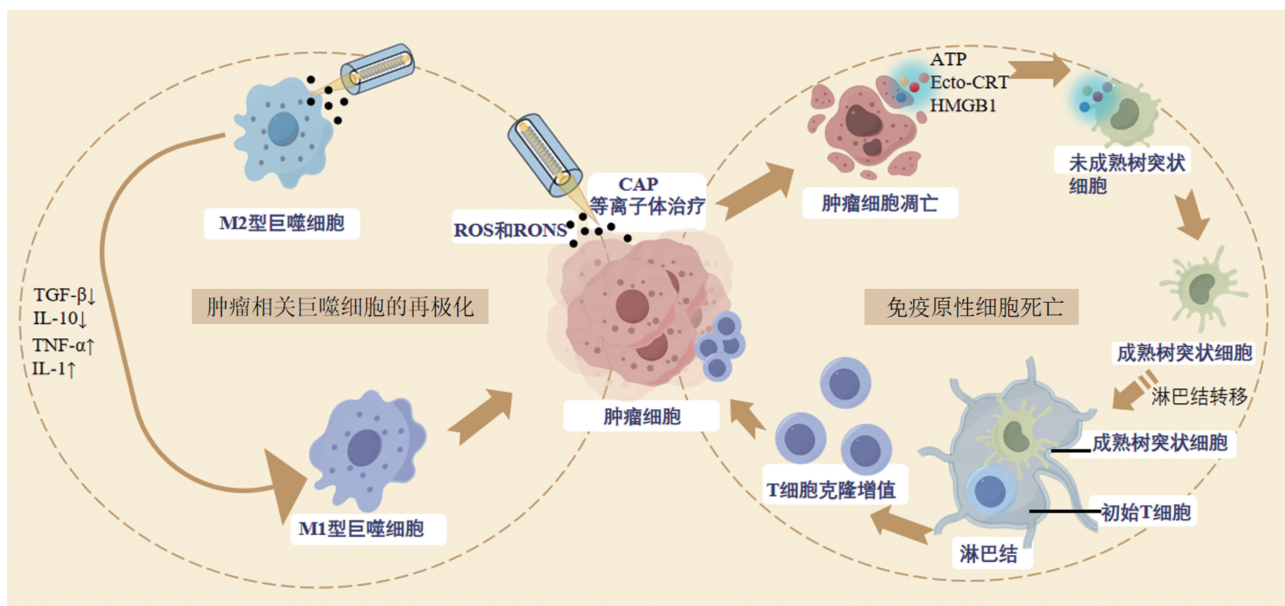 M2型巨噬细胞
TGF-β↓
IL-10↓
TNF-α↑
IL-1↑
肿瘤相关巨噬细胞的再极化
M1型巨噬细胞
ROS和RONS
CAP
等离子体治疗
肿瘤细胞
肿瘤细胞凋亡
ATP
Ecto-CRT
HMGB1
未成熟树突状
细胞
免疫原性细胞死亡
成熟树突状细胞
淋巴结转移
成熟树突状细胞
初始T细胞
淋巴结
T细胞克隆增值